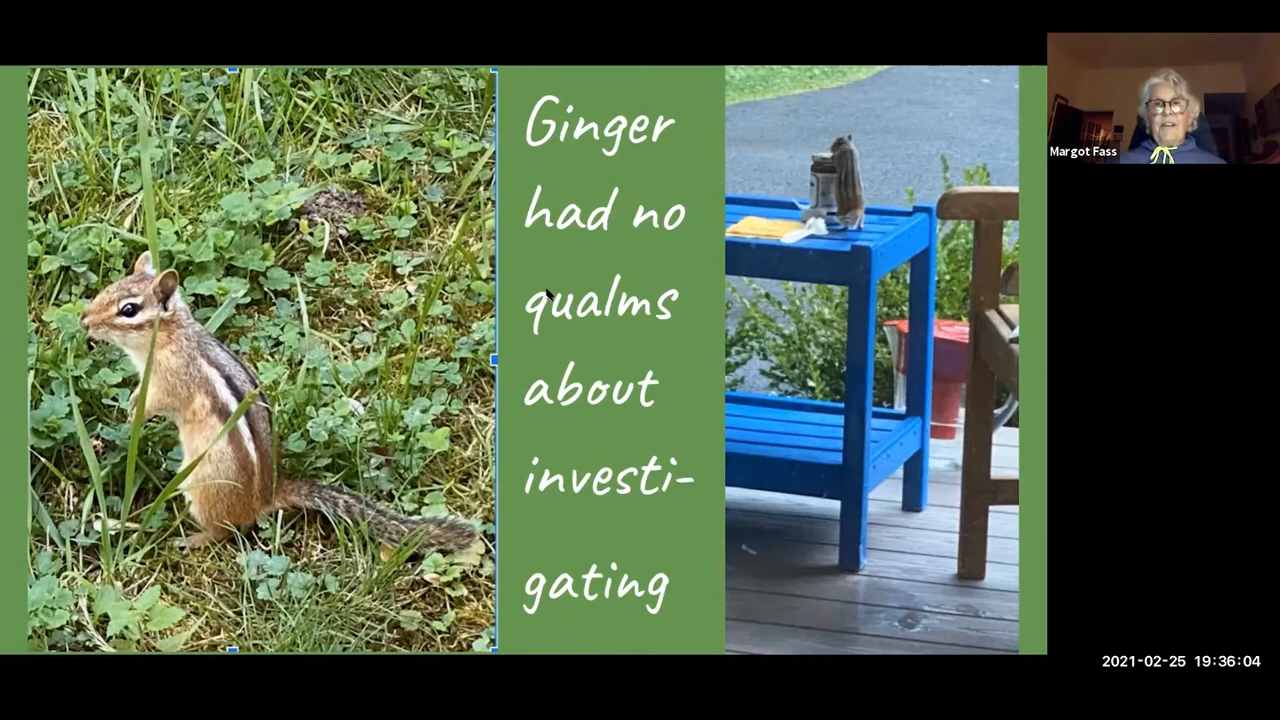 Ginger
had no
qualms
about
investi-
gating
Margot Fass
2021-02-25 19:36:04